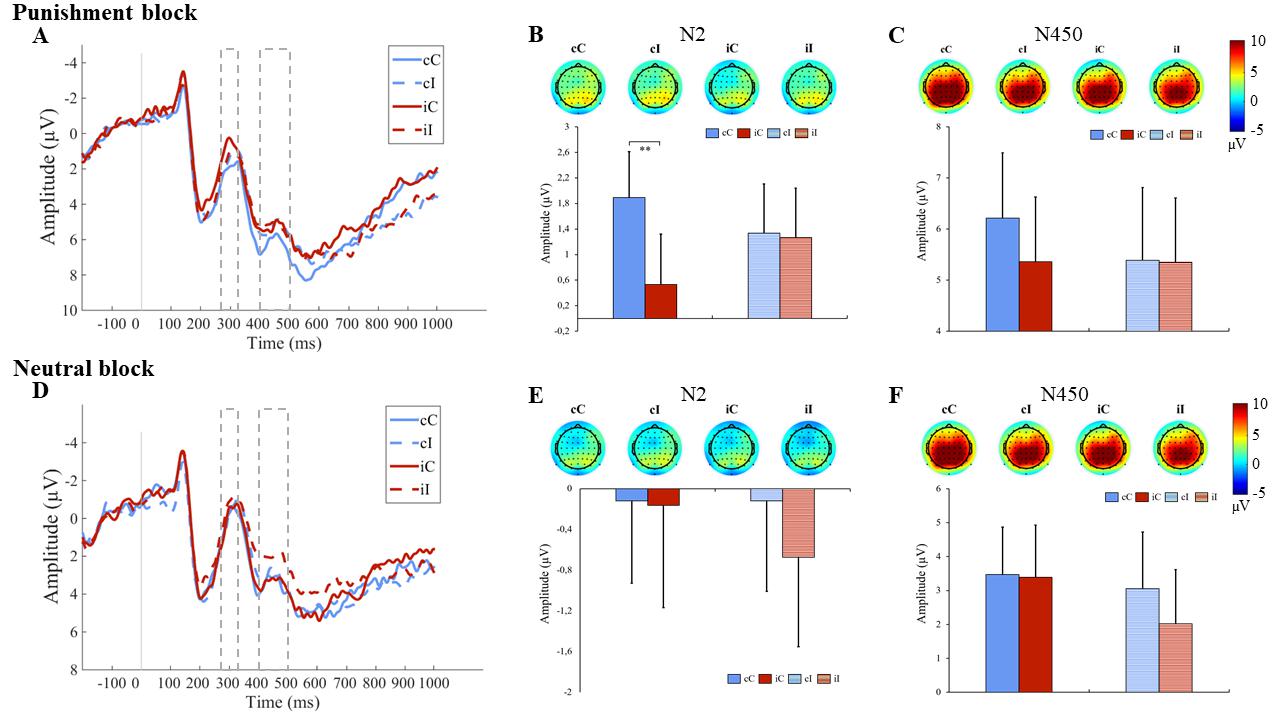 Punishment block
A
-4
-2
0
2
4
6
8
10
Amplitude (µV)
-100 0 100 200 300 400 500 600 700 800 900 1000
Time (ms)
cC
cI
iC
iI
B
N2
cC cI iC iI
cC iC cI iI
3
2,6
2,2
1,8
1,4
1
0,6
0,2
-0,2
Amplitude (µV)
**
C
N450
cC cI iC iI
10
5
0
-5
µV
cC iC cI iI
8
7
6
5
4
Amplitude (µV)
Neutral block
D
-4
-2
0
2
4
6
8
Amplitude (µV)
-100 0 100 200 300 400 500 600 700 800 900 1000
Time (ms)
cC
cI
iC
iI
E
N2
cC cI iC iI
0
-0,4
-0,8
-1,2
-1,6
-2
Amplitude (µV)
cC iC cI iI
F
N450
cC cI iC iI
10
5
0
-5
µV
cC iC cI iI
6
5
4
3
2
1
0
Amplitude (µV)